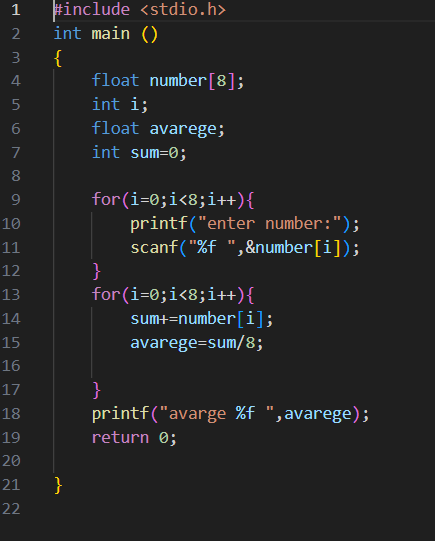 1 #include <stdio.h>
2 int main ()
3 {
4 float number[8];
5 int i;
6 float avarege;
7 int sum=0;
8
9 for(i=0;i<8;i++){
10 printf("enter number:");
11 scanf("%f ",&number[i]);
12 }
13 for(i=0;i<8;i++){
14 sum+=number[i];
15 avarege=sum/8;
16
17 }
18 printf("avarge %f ",avarege);
19 return 0;
20
21 }
22